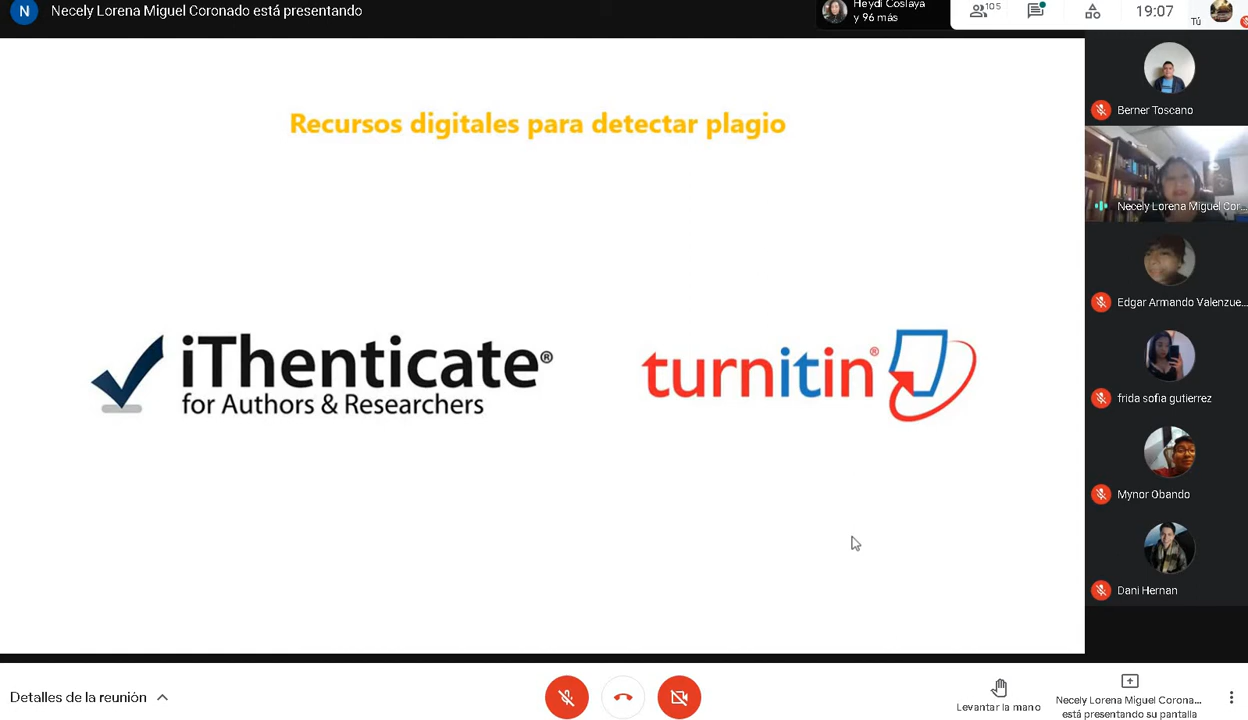 N
Necely Lorena Miguel Coronado está presentando
Heydi Coslaya
y 96 más
105
19:07
Tú
Recursos digitales para detectar plagio
iThenticate®
for Authors & Researchers
turnitin®
Berner Toscano
Necely Lorena Miguel Cor...
Edgar Armando Valenzue...
frida sofia gutierrez
Mynor Obando
Dani Hernan
Detalles de la reunión
Levantar la mano
Necely Lorena Miguel Corona...
está presentando su pantalla